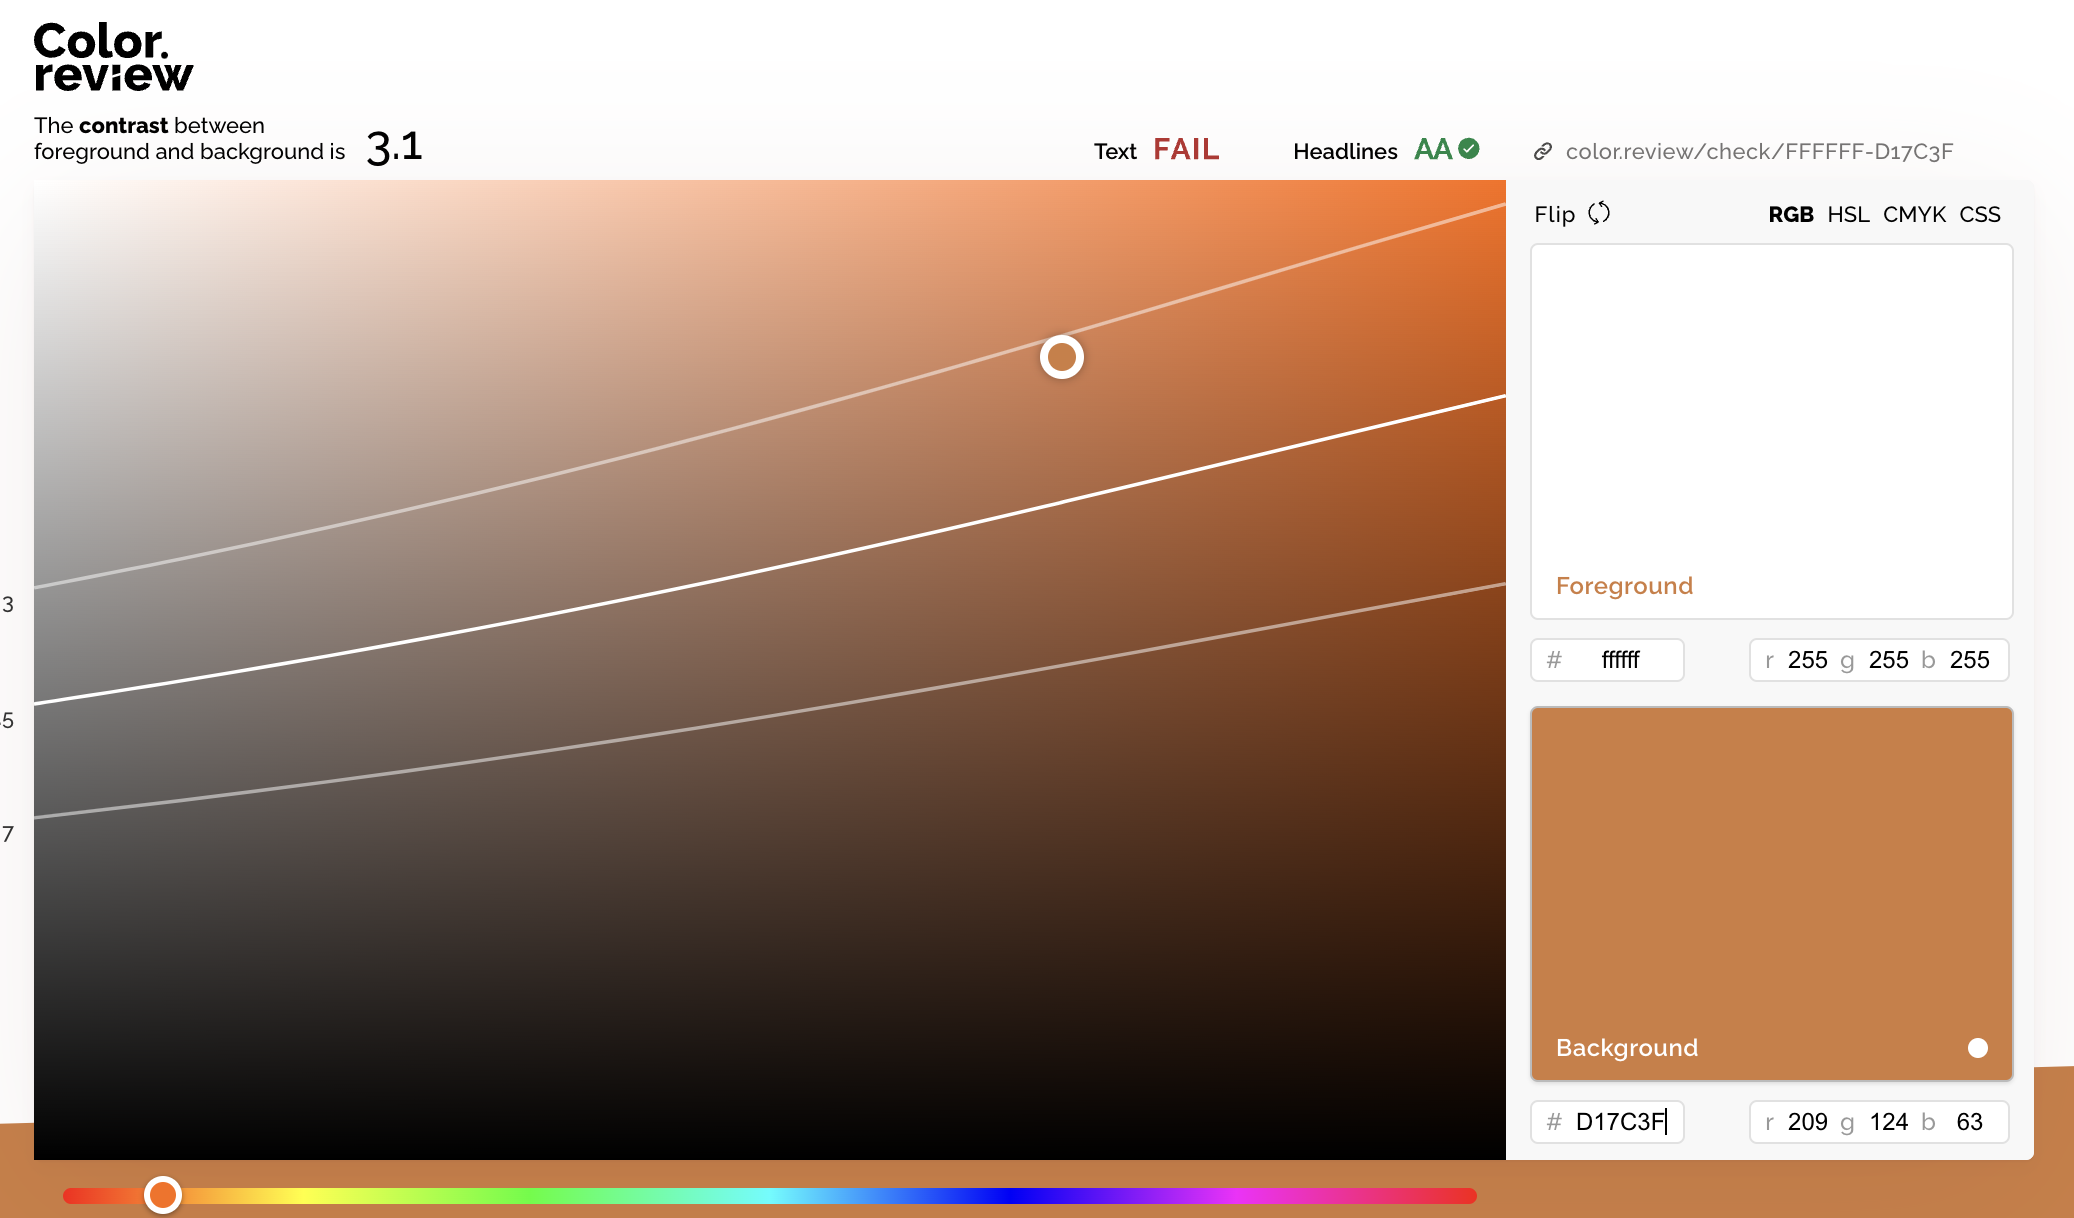 Color.
review
The contrast between
foreground and background is 3.1
Text FAIL Headlines AA
color.review/check/FFFFFF-D17C3F
Flip RGB HSL CMYK CSS
Foreground
# ffffff r 255 g 255 b 255
3
5
7
Background
# D17C3F r 209 g 124 b 63